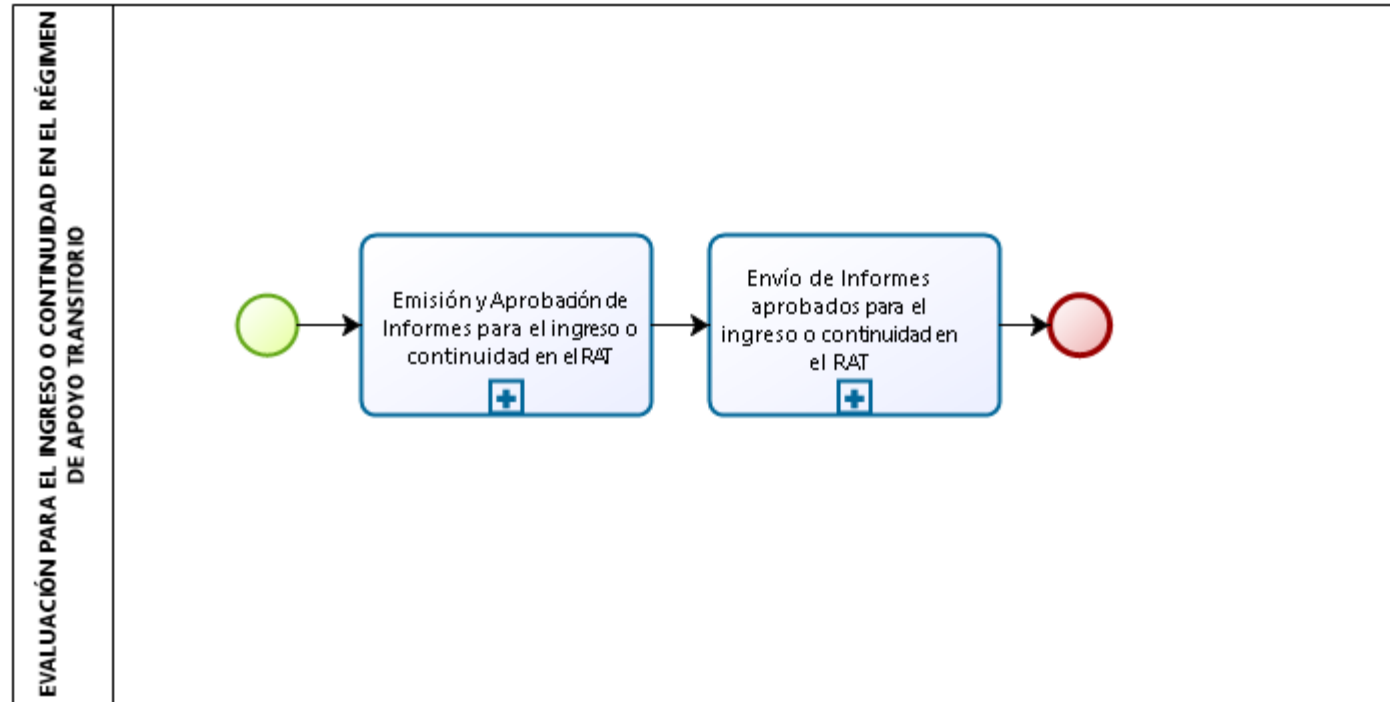 EVALUACIÓN PARA EL INGRESO O CONTINUIDAD EN EL RÉGIMEN
DE APOYO TRANSITORIO
Emisión y Aprobación de
Informes para el ingreso o
continuidad en el RAT
Envío de Informes
aprobados para el
ingreso o continuidad en
el RAT